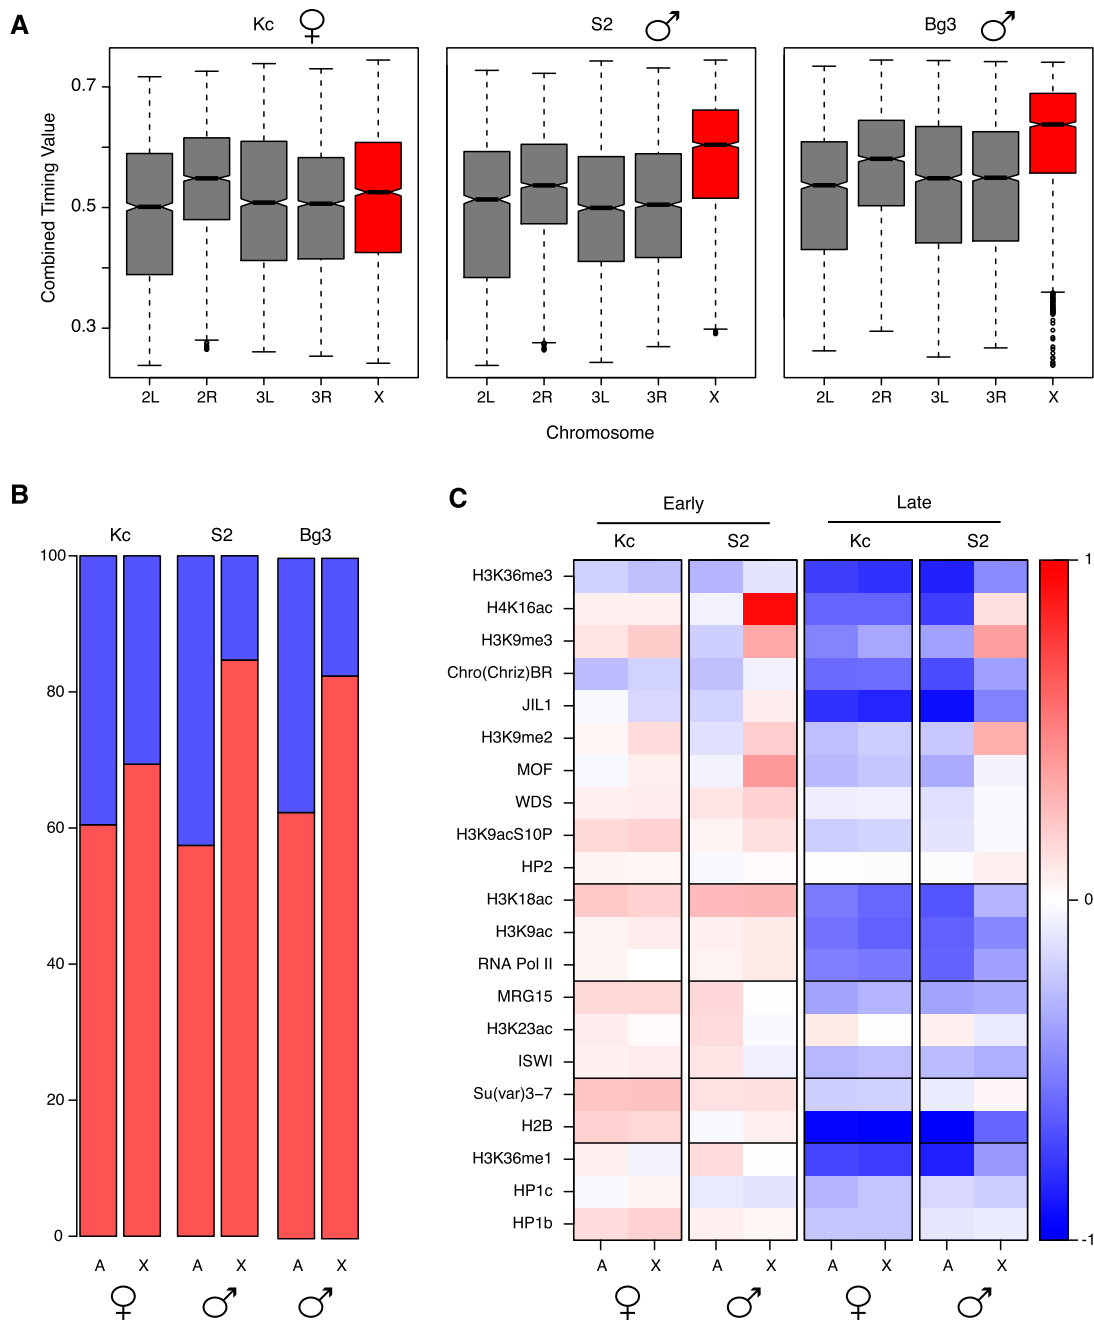 A
Kc ♀
S2 ♂
Bg3 ♂
Combined Timing Value
0.7
0.5
0.3
2L 2R 3L 3R X
2L 2R 3L 3R X
2L 2R 3L 3R X
Chromosome
B
Kc S2 Bg3
100
80
60
40
20
0
A X A X A X
♀ ♂ ♂
C
Early Late
Kc S2 Kc S2
H3K36me3
H4K16ac
H3K9me3
Chro(Chriz)BR
JIL1
H3K9me2
MOF
WDS
H3K9acS10P
HP2
H3K18ac
H3K9ac
RNA Pol II
MRG15
H3K23ac
ISWI
Su(var)3−7
H2B
H3K36me1
HP1c
HP1b
1
0
-1
A X A X A X A X
♀ ♂ ♀ ♂